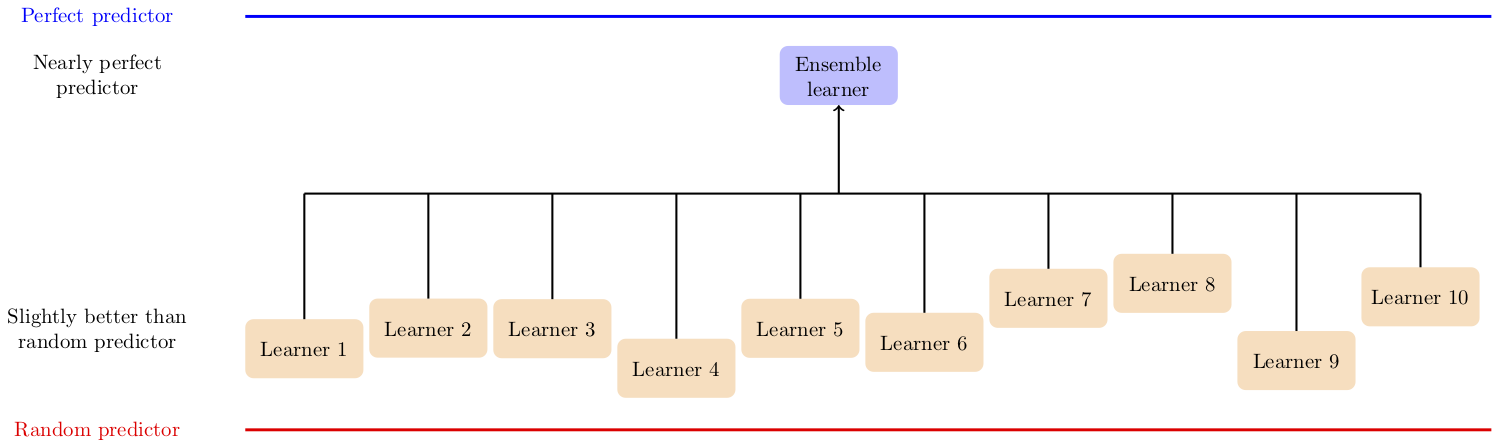 Perfect predictor
Nearly perfect
predictor
Ensemble
learner
Slightly better than
random predictor
Learner 1
Learner 2
Learner 3
Learner 4
Learner 5
Learner 6
Learner 7
Learner 8
Learner 9
Learner 10
Random predictor